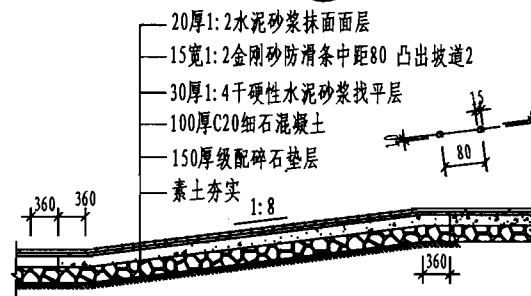 20厚1:2水泥砂浆抹面面层
15宽1:2金刚砂防滑条中距80 凸出坡道2
30厚1:4干硬性水泥砂浆找平层
100厚C20细石混凝土
150厚级配碎石垫层
素土夯实
15
80
360
360
1:8
360